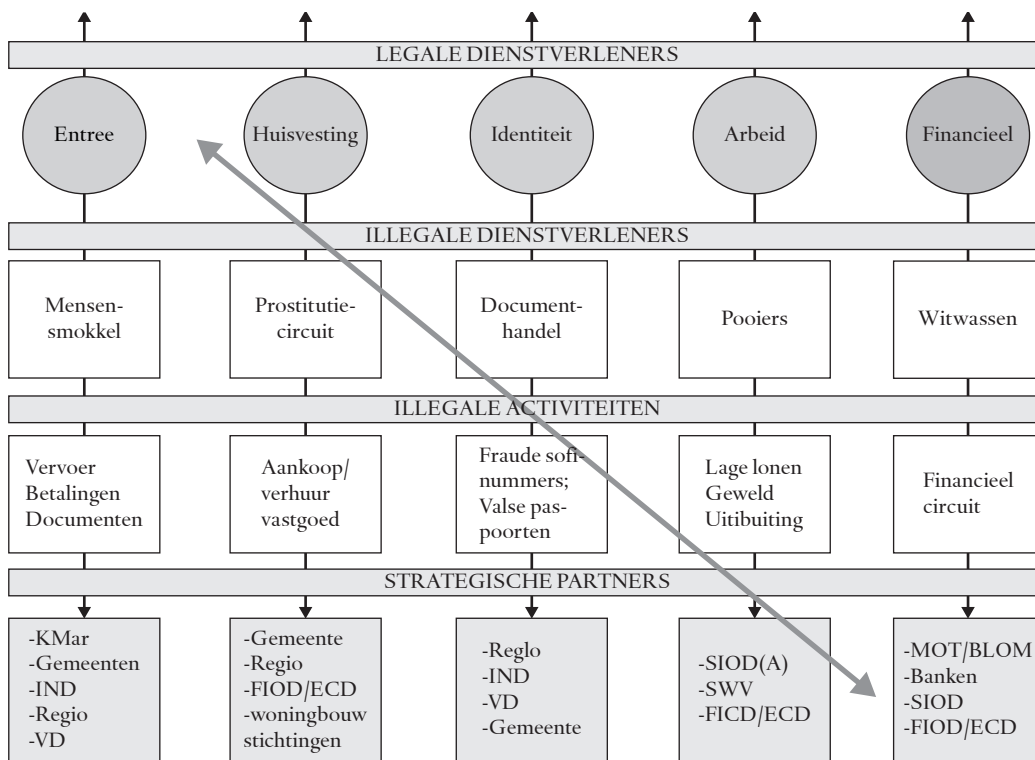 LEGALE DIENSTVERLENERS
Entree
Huisvesting
Identiteit
Arbeid
Financieel
ILLEGALE DIENSTVERLENERS
Mensen-
smokkel
Prostitutie-
circuit
Document-
handel
Pooiers
Witwassen
ILLEGALE ACTIVITEITEN
Vervoer
Betalingen
Documenten
Aankoop/
verhuur
vastgoed
Fraude sofi-
nummers;
Valse pas-
poorten
Lage lonen
Geweld
Uitibuiting
Financieel
circuit
STRATEGISCHE PARTNERS
-KMar
-Gemeenten
-IND
-Regio
-VD
-Gemeente
-Regio
-FIOD/ECD
-woningbouw
stichtingen
-Reglo
-IND
-VD
-Gemeente
-SIOD(A)
-SWV
-FICD/ECD
-MOT/BLOM
-Banken
-SIOD
-FIOD/ECD